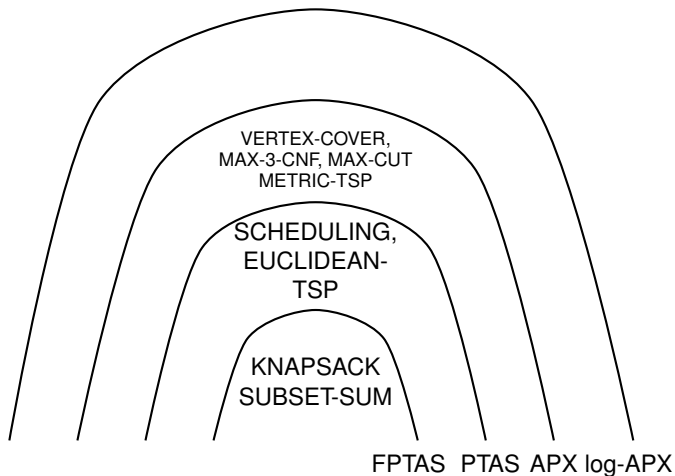 VERTEX-COVER,
MAX-3-CNF, MAX-CUT
METRIC-TSP
SCHEDULING,
EUCLIDEAN-
TSP
KNAPSACK
SUBSET-SUM
FPTAS PTAS APX log-APX